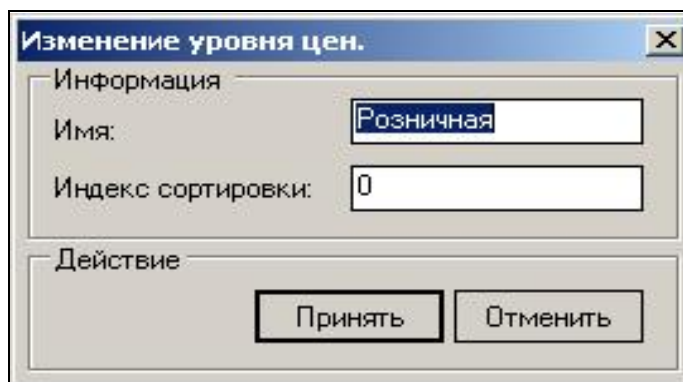 Изменение уровня цен.
Информация
Имя: Розничная
Индекс сортировки: 0
Действие
Принять Отменить